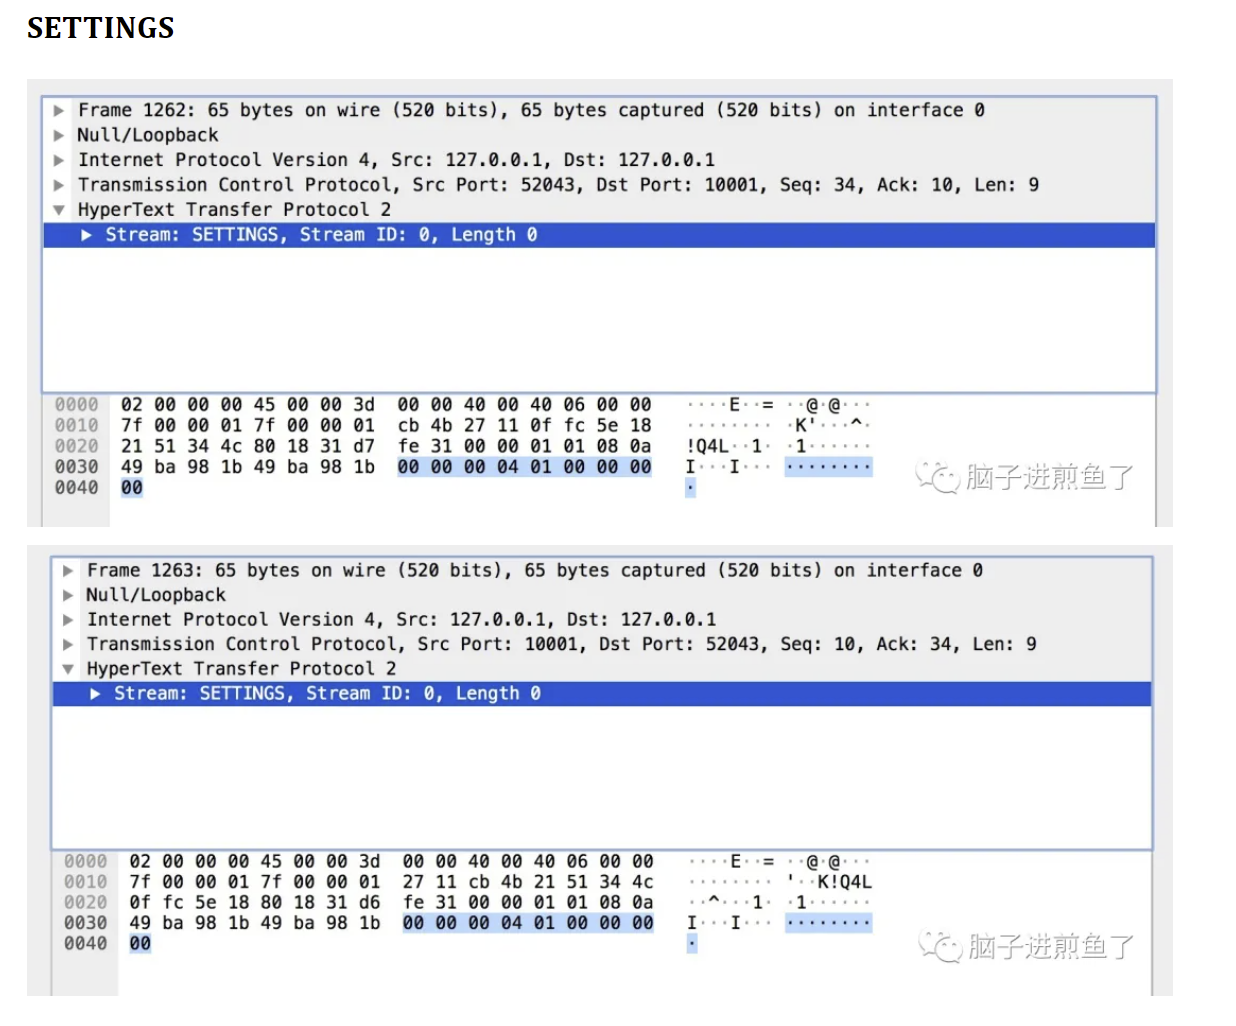 SETTINGS
Frame 1262: 65 bytes on wire (520 bits), 65 bytes captured (520 bits) on interface 0
Null/Loopback
Internet Protocol Version 4, Src: 127.0.0.1, Dst: 127.0.0.1
Transmission Control Protocol, Src Port: 52043, Dst Port: 10001, Seq: 34, Ack: 10, Len: 9
HyperText Transfer Protocol 2
Stream: SETTINGS, Stream ID: 0, Length 0
0000 02 00 00 00 45 00 00 3d 00 00 40 00 40 06 00 00 ····E··= ··@·@···
0010 7f 00 00 01 7f 00 00 01 cb 4b 27 11 0f fc 5e 18 ········ ·K'···^·
0020 21 51 34 4c 80 18 31 d7 fe 31 00 00 01 01 08 0a !Q4L··1· ·1······
0030 49 ba 98 1b 49 ba 98 1b 00 00 00 04 01 00 00 00 I···I··· ········
0040 00 ·
脑子进煎鱼了
Frame 1263: 65 bytes on wire (520 bits), 65 bytes captured (520 bits) on interface 0
Null/Loopback
Internet Protocol Version 4, Src: 127.0.0.1, Dst: 127.0.0.1
Transmission Control Protocol, Src Port: 10001, Dst Port: 52043, Seq: 10, Ack: 34, Len: 9
HyperText Transfer Protocol 2
Stream: SETTINGS, Stream ID: 0, Length 0
0000 02 00 00 00 45 00 00 3d 00 00 40 00 40 06 00 00 ····E··= ··@·@···
0010 7f 00 00 01 7f 00 00 01 27 11 cb 4b 21 51 34 4c ········ '··K!Q4L
0020 0f fc 5e 18 80 18 31 d6 fe 31 00 00 01 01 08 0a ··^···1· ·1······
0030 49 ba 98 1b 49 ba 98 1b 00 00 00 04 01 00 00 00 I···I··· ········
0040 00 ·
脑子进煎鱼了